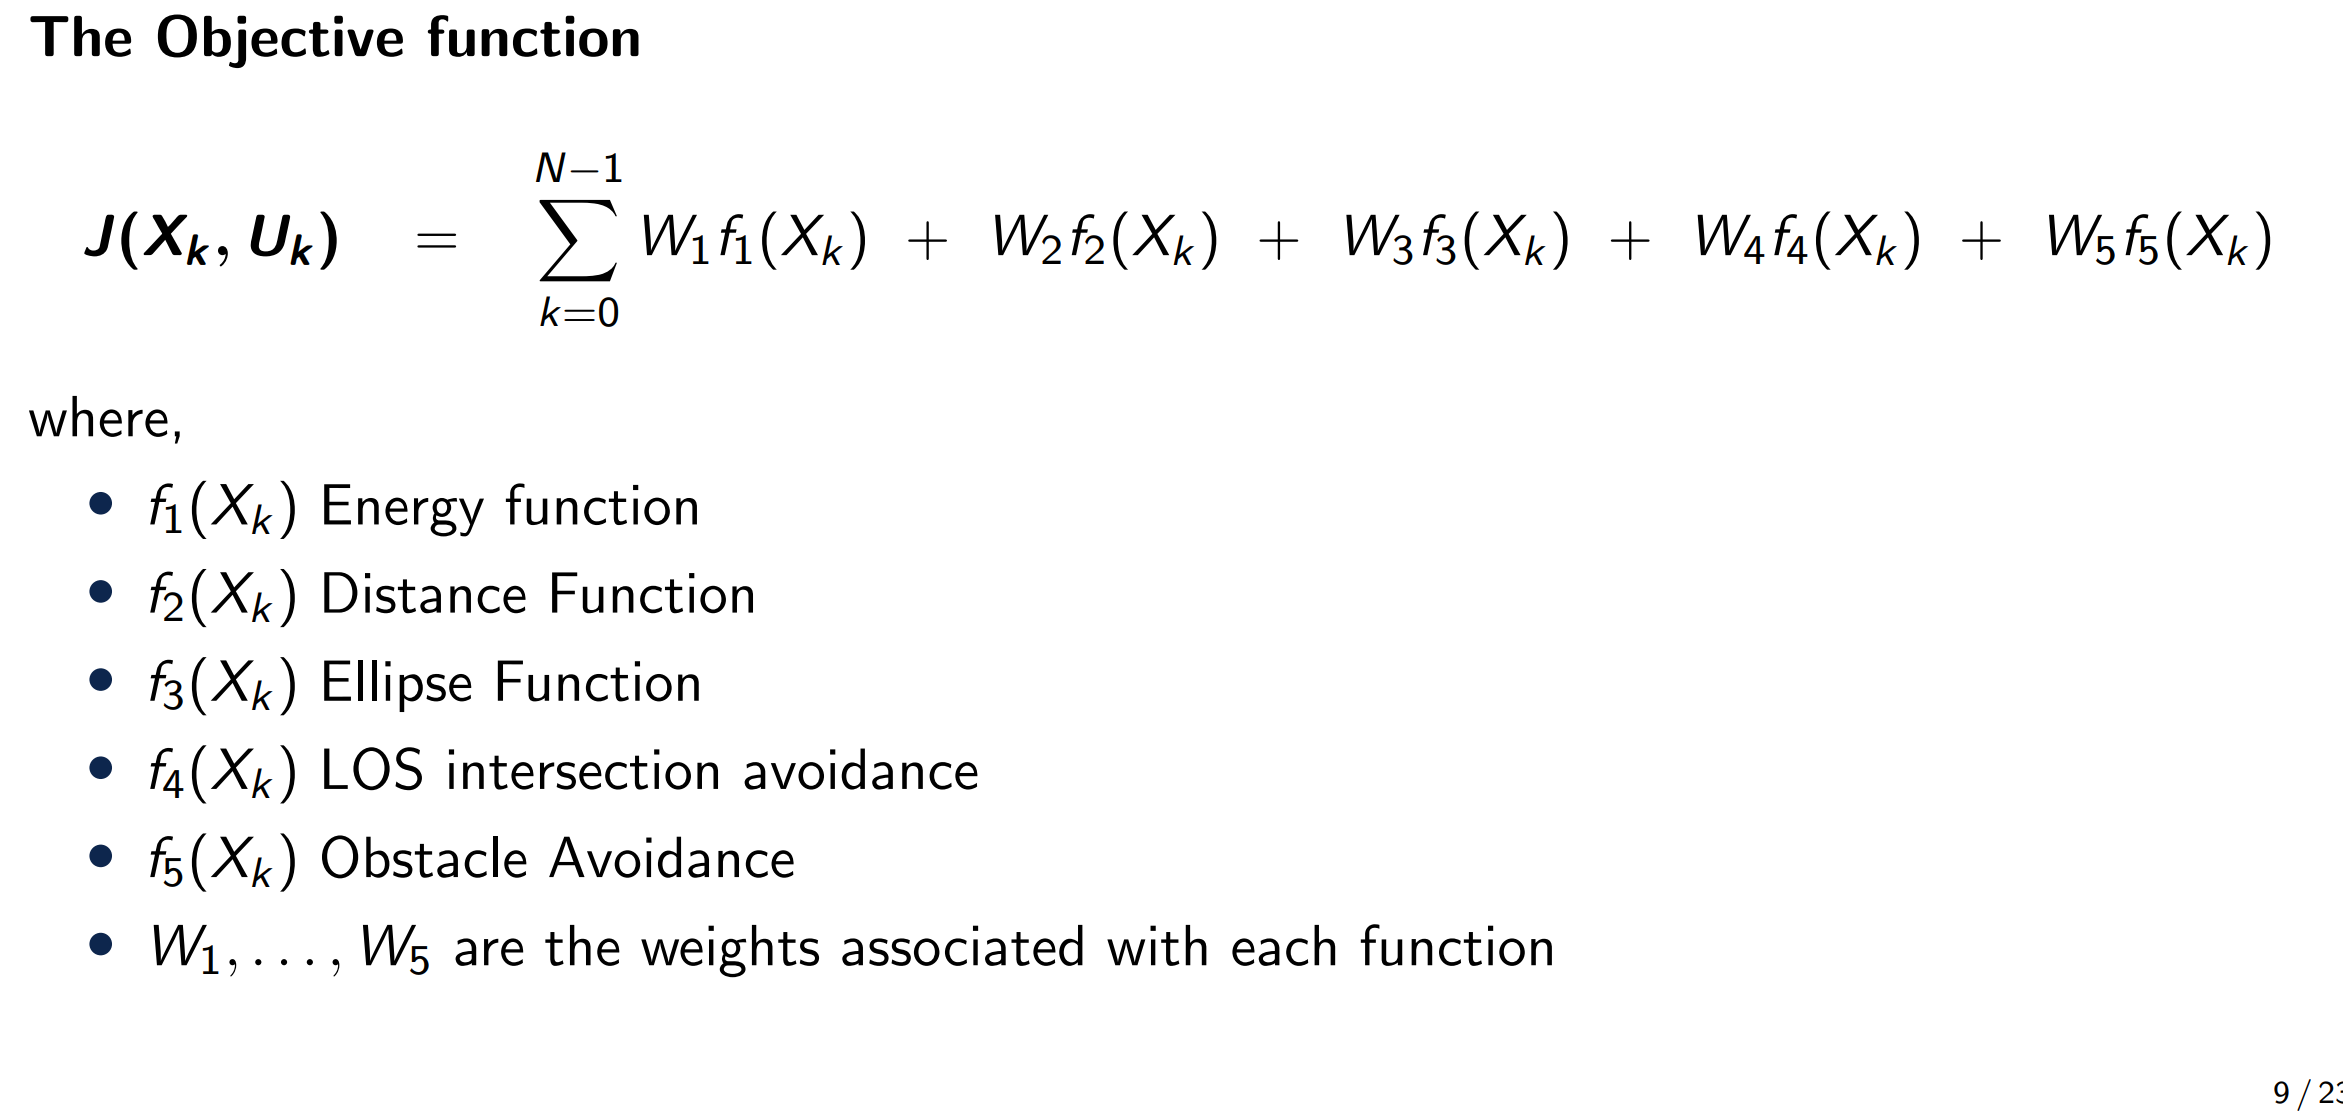 The Objective function
J(X_k, U_k) = \sum_{k=0}^{N-1} W_1 f_1(X_k) + W_2 f_2(X_k) + W_3 f_3(X_k) + W_4 f_4(X_k) + W_5 f_5(X_k)
where,
• f_1(X_k) Energy function
• f_2(X_k) Distance Function
• f_3(X_k) Ellipse Function
• f_4(X_k) LOS intersection avoidance
• f_5(X_k) Obstacle Avoidance
• W_1, . . . , W_5 are the weights associated with each function
9 / 23